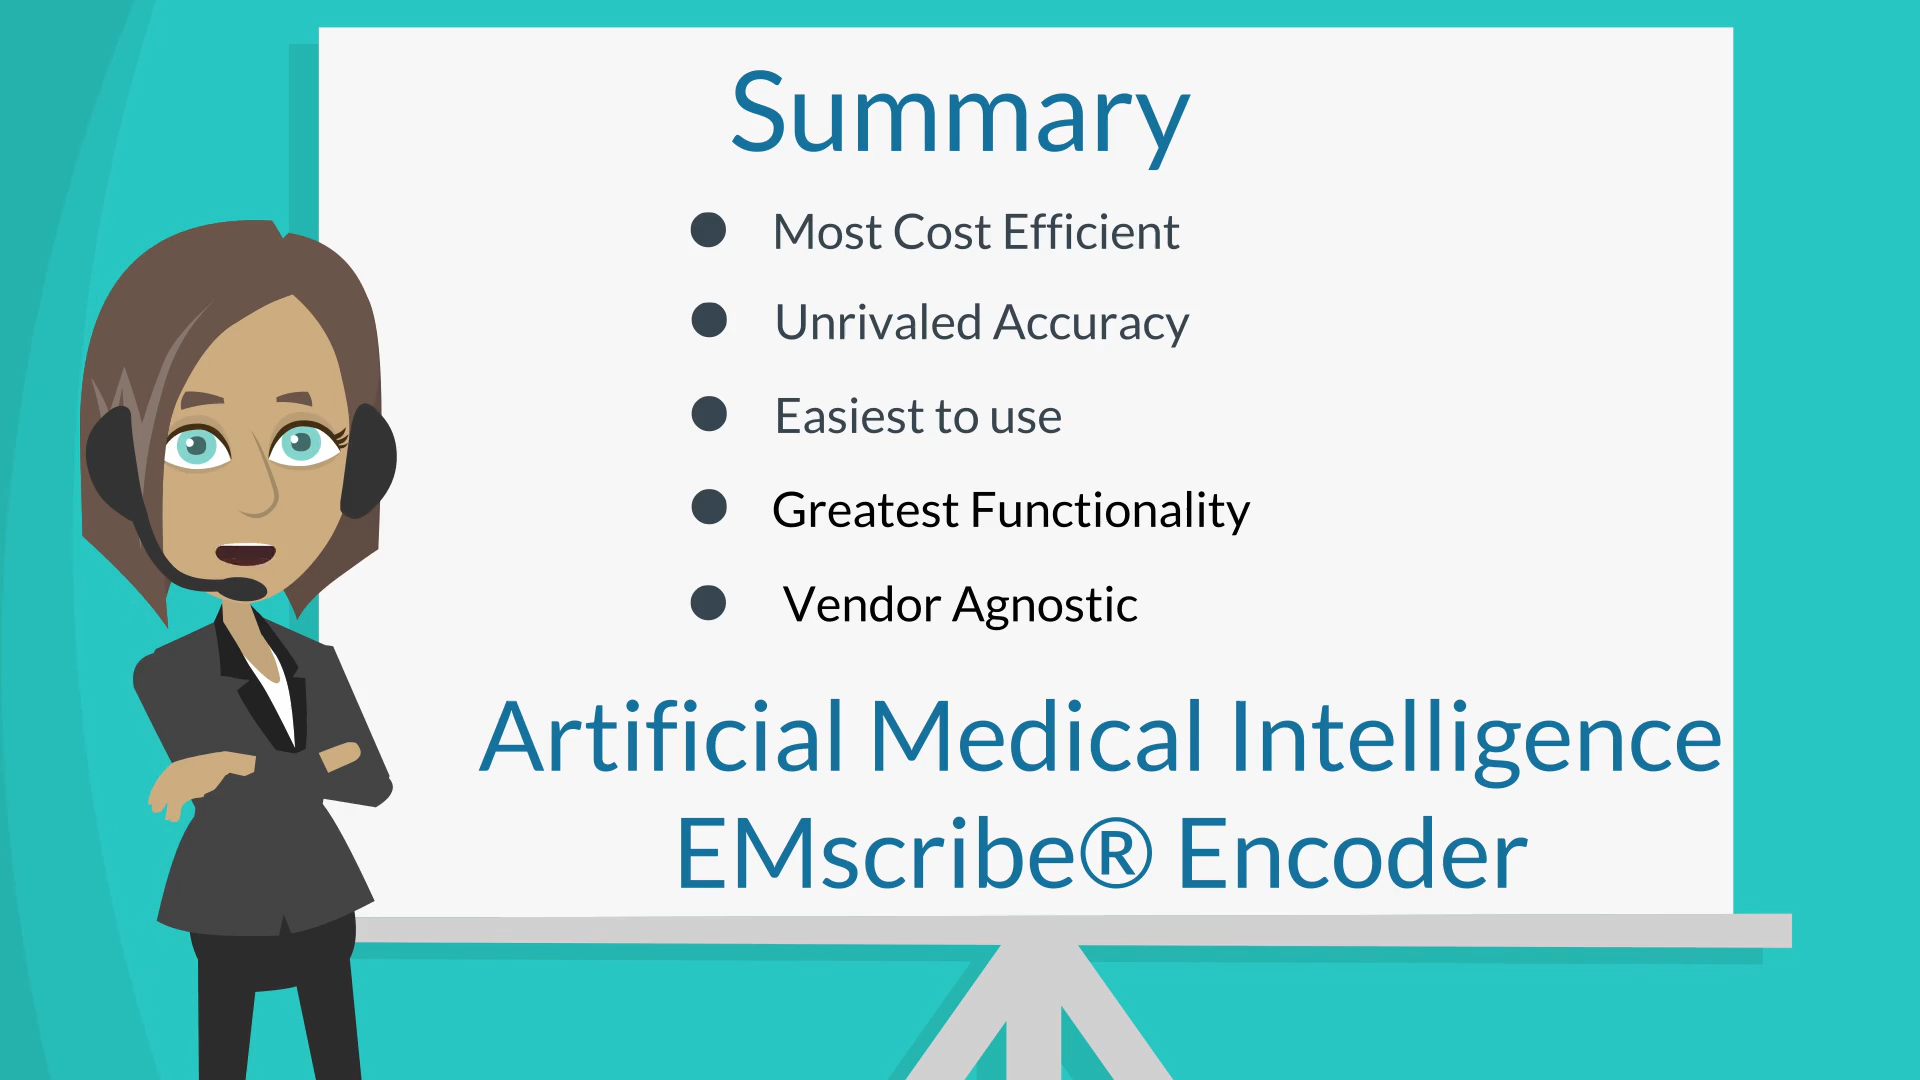 Summary
● Most Cost Efficient
● Unrivaled Accuracy
● Easiest to use
● Greatest Functionality
● Vendor Agnostic
Artificial Medical Intelligence
EMscribe® Encoder